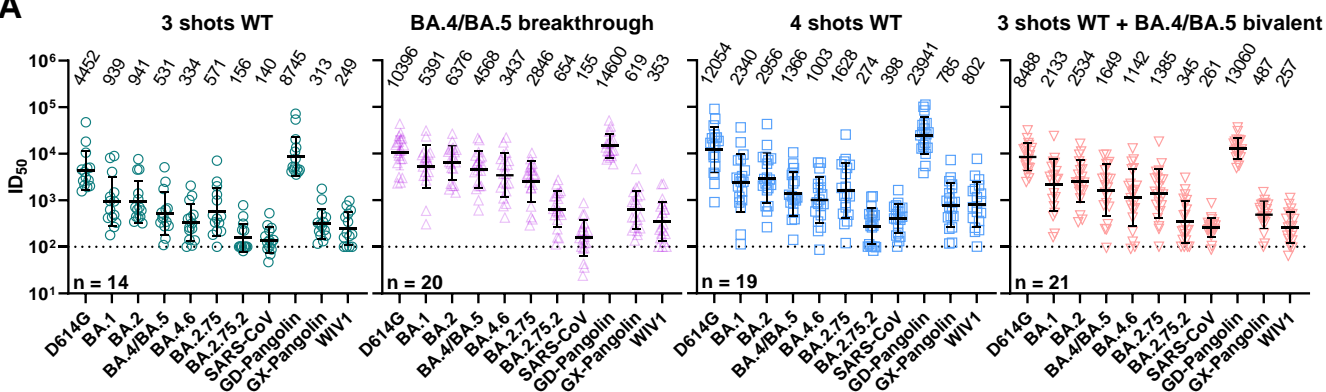 A
3 shots WT
BA.4/BA.5 breakthrough
4 shots WT
3 shots WT + BA.4/BA.5 bivalent
4452 939 941 531 334 571 156 140 8745 313 249
10396 5391 6376 4568 3437 2846 654 155 14600 619 353
12054 2340 2956 1366 1003 1628 274 398 23941 785 802
8488 2133 2534 1649 1142 1385 345 261 13060 487 257
ID50
10⁶
10⁵
10⁴
10³
10²
10¹
n = 14
n = 20
n = 19
n = 21
D614G BA.1 BA.2 BA.4/BA.5 BA.4.6 BA.2.75 BA.2.75.2 SARS-CoV GD-Pangolin GX-Pangolin WIV1
D614G BA.1 BA.2 BA.4/BA.5 BA.4.6 BA.2.75 BA.2.75.2 SARS-CoV GD-Pangolin GX-Pangolin WIV1
D614G BA.1 BA.2 BA.4/BA.5 BA.4.6 BA.2.75 BA.2.75.2 SARS-CoV GD-Pangolin GX-Pangolin WIV1
D614G BA.1 BA.2 BA.4/BA.5 BA.4.6 BA.2.75 BA.2.75.2 SARS-CoV GD-Pangolin GX-Pangolin WIV1